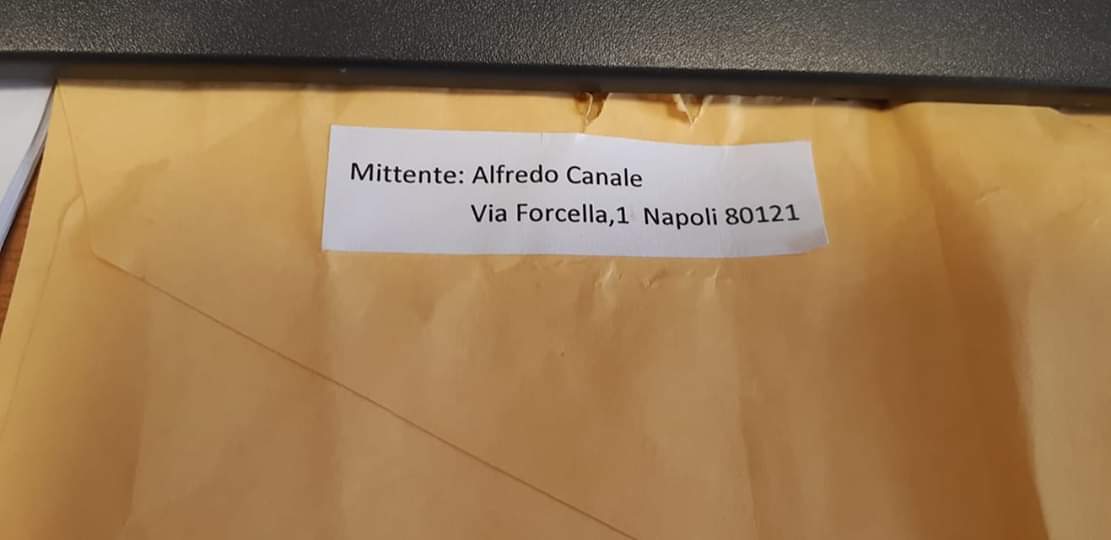 Mittente: Alfredo Canale
Via Forcella,1 Napoli 80121